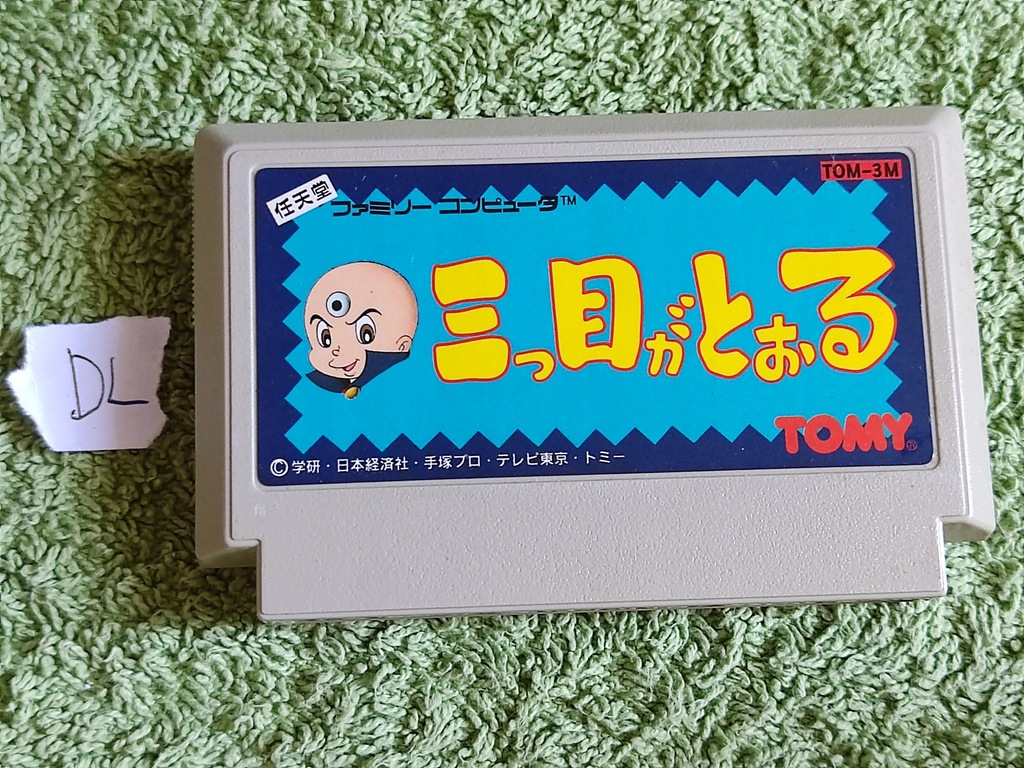 TOM-3M
任天堂
ファミリーコンピュータ™
三つ目がとおる
TOMY®
©学研・日本経済社・手塚プロ・テレビ東京・トミー
DL